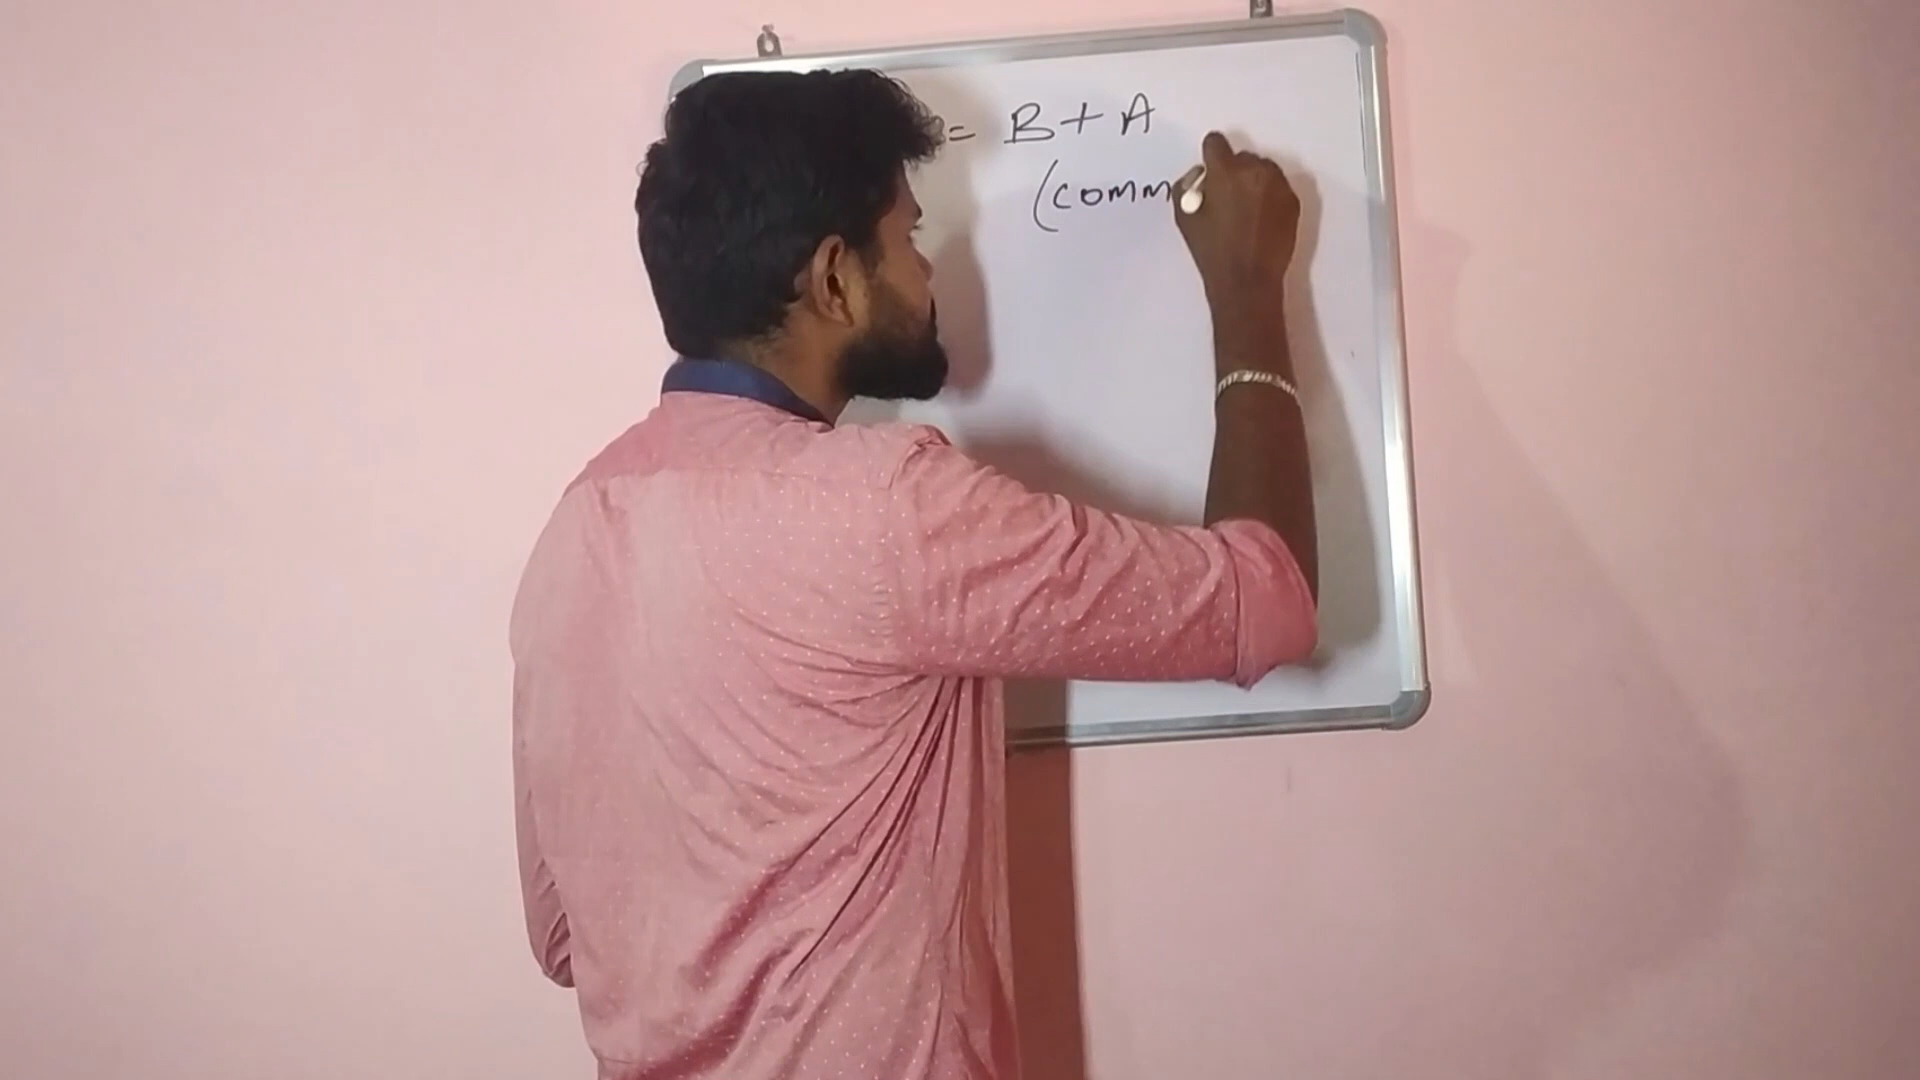 = B + A
(comm